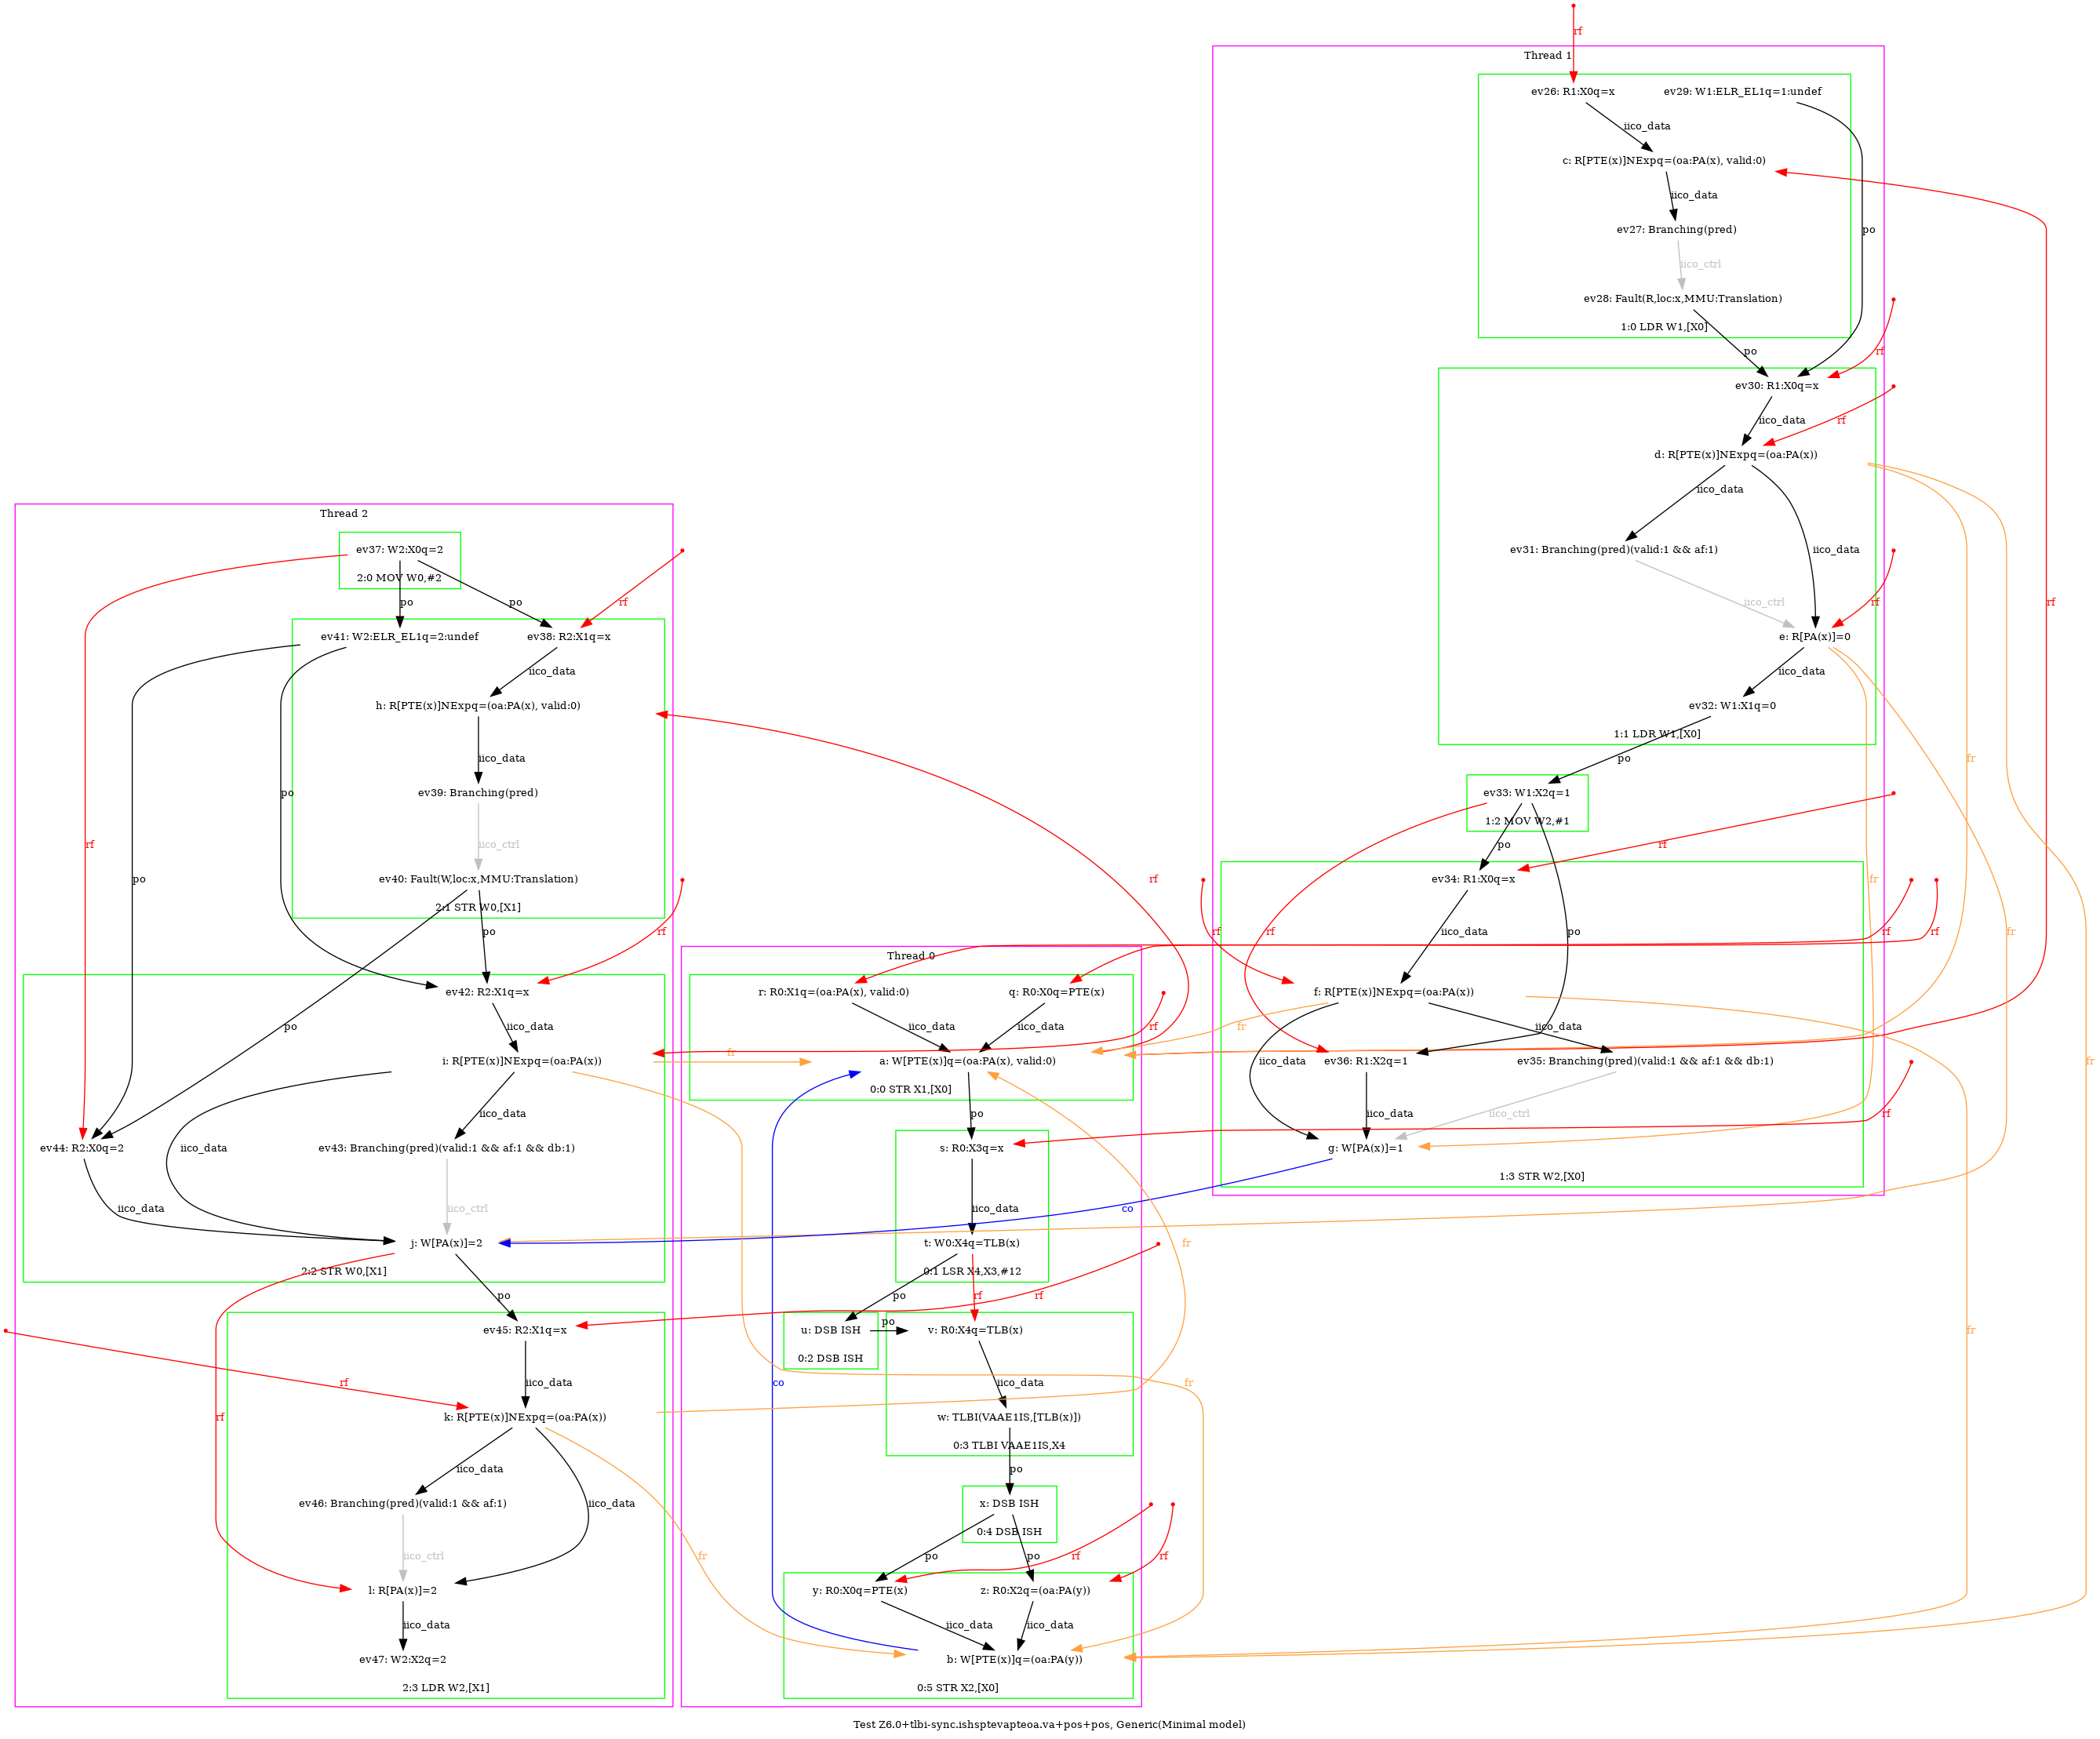 rf
Thread 1
ev26: R1:X0q=x
ev29: W1:ELR_EL1q=1:undef
iico_data
c: R[PTE(x)]NExpq=(oa:PA(x), valid:0)
iico_data
ev27: Branching(pred)
po
iico_ctrl
ev28: Fault(R,loc:x,MMU:Translation)
1:0 LDR W1,[X0]
po
rf
ev30: R1:X0q=x
iico_data
rf
d: R[PTE(x)]NExpq=(oa:PA(x))
iico_data
ev31: Branching(pred)(valid:1 && af:1)
iico_data
iico_ctrl
rf
rf
e: R[PA(x)]=0
iico_data
ev32: W1:X1q=0
1:1 LDR W1,[X0]
po
fr
fr
ev33: W1:X2q=1
1:2 MOV W2,#1
po
rf
ev34: R1:X0q=x
fr
rf
rf
iico_data
po
rf
rf
fr
f: R[PTE(x)]NExpq=(oa:PA(x))
iico_data
fr
iico_data
ev36: R1:X2q=1
ev35: Branching(pred)(valid:1 && af:1 && db:1)
iico_data
iico_ctrl
rf
g: W[PA(x)]=1
1:3 STR W2,[X0]
co
fr
Thread 2
ev37: W2:X0q=2
2:0 MOV W0,#2
po
po
rf
ev41: W2:ELR_EL1q=2:undef
ev38: R2:X1q=x
iico_data
h: R[PTE(x)]NExpq=(oa:PA(x), valid:0)
iico_data
po
ev39: Branching(pred)
rf
po
iico_ctrl
ev40: Fault(W,loc:x,MMU:Translation)
2:1 STR W0,[X1]
rf
po
rf
ev42: R2:X1q=x
po
iico_data
i: R[PTE(x)]NExpq=(oa:PA(x))
fr
iico_data
iico_data
ev44: R2:X0q=2
ev43: Branching(pred)(valid:1 && af:1 && db:1)
iico_data
iico_ctrl
j: W[PA(x)]=2
2:2 STR W0,[X1]
po
rf
ev45: R2:X1q=x
rf
rf
iico_data
k: R[PTE(x)]NExpq=(oa:PA(x))
iico_data
iico_data
ev46: Branching(pred)(valid:1 && af:1)
fr
iico_ctrl
l: R[PA(x)]=2
iico_data
ev47: W2:X2q=2
2:3 LDR W2,[X1]
Thread 0
r: R0:X1q=(oa:PA(x), valid:0)
q: R0:X0q=PTE(x)
iico_data
iico_data
rf
a: W[PTE(x)]q=(oa:PA(x), valid:0)
0:0 STR X1,[X0]
po
s: R0:X3q=x
iico_data
t: W0:X4q=TLB(x)
0:1 LSR X4,X3,#12
fr
po
rf
u: DSB ISH
0:2 DSB ISH
po
v: R0:X4q=TLB(x)
co
iico_data
fr
w: TLBI(VAAE1IS,[TLB(x)])
0:3 TLBI VAAE1IS,X4
po
x: DSB ISH
0:4 DSB ISH
po
po
rf
rf
y: R0:X0q=PTE(x)
z: R0:X2q=(oa:PA(y))
iico_data
iico_data
b: W[PTE(x)]q=(oa:PA(y))
0:5 STR X2,[X0]
Test Z6.0+tlbi-sync.ishsptevapteoa.va+pos+pos, Generic(Minimal model)